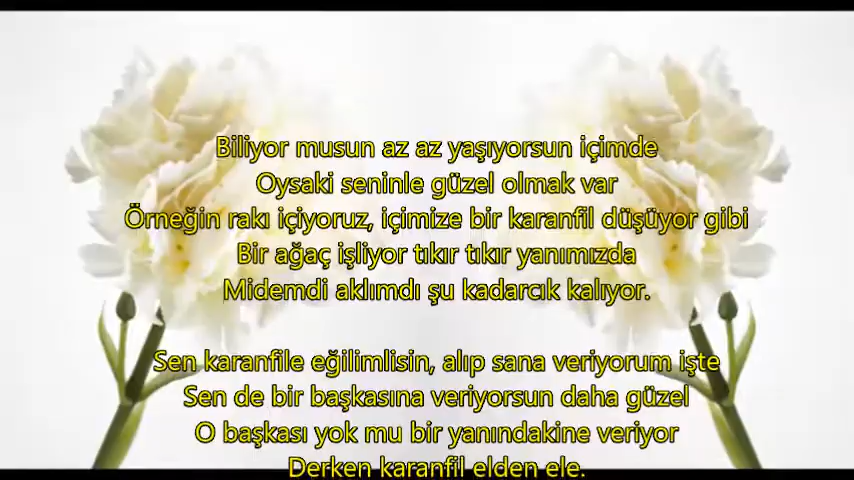 Biliyor musun az az yaşıyorsun içimde
Oysaki seninle güzel olmak var
Örneğin rakı içiyoruz, içimize bir karanfil düşüyor gibi
Bir ağaç işliyor tıkır tıkır yanımızda
Midemdi aklımdı şu kadarcık kalıyor.
Sen karanfile eğilimlisin, alıp sana veriyorum işte
Sen de bir başkasına veriyorsun daha güzel
O başkası yok mu bir yanındakine veriyor
Derken karanfil elden ele.